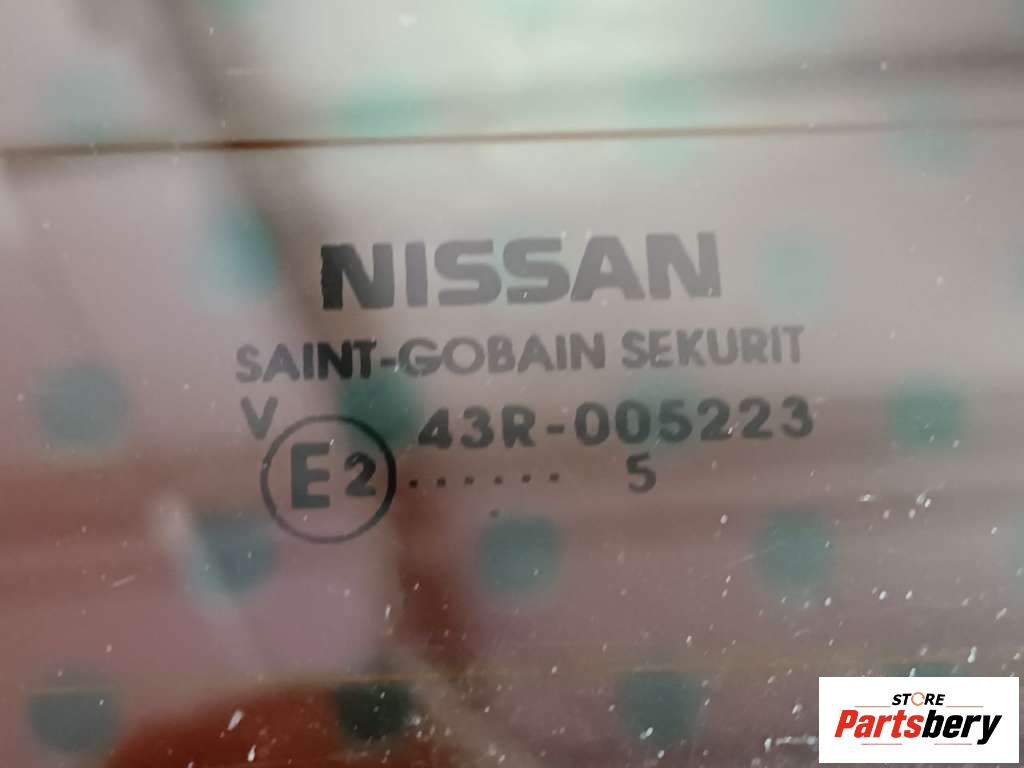 NISSAN
SAINT-GOBAIN SEKURIT
V 43R-005223
E2 ...... 5
.
STORE
Partsbery